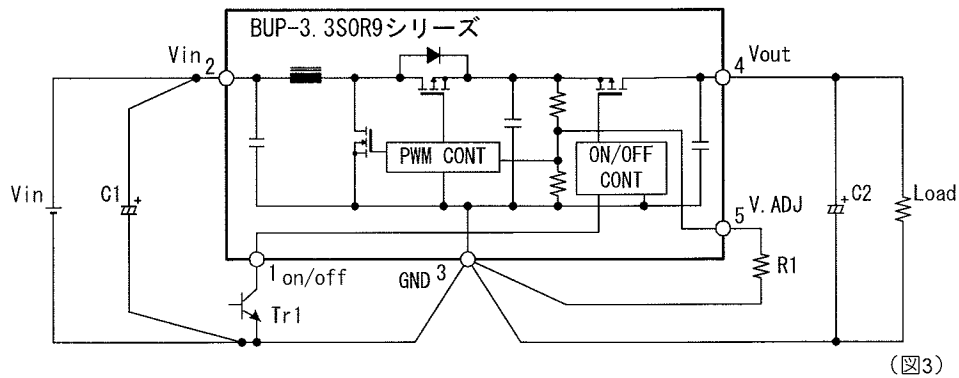 BUP-3.3S0R9シリーズ
Vin 2
4 Vout
PWM CONT
ON/OFF
CONT
Vin
C1 +
+ C2
Load
5 V.ADJ
R1
1 on/off
GND 3
Tr1
(図3)